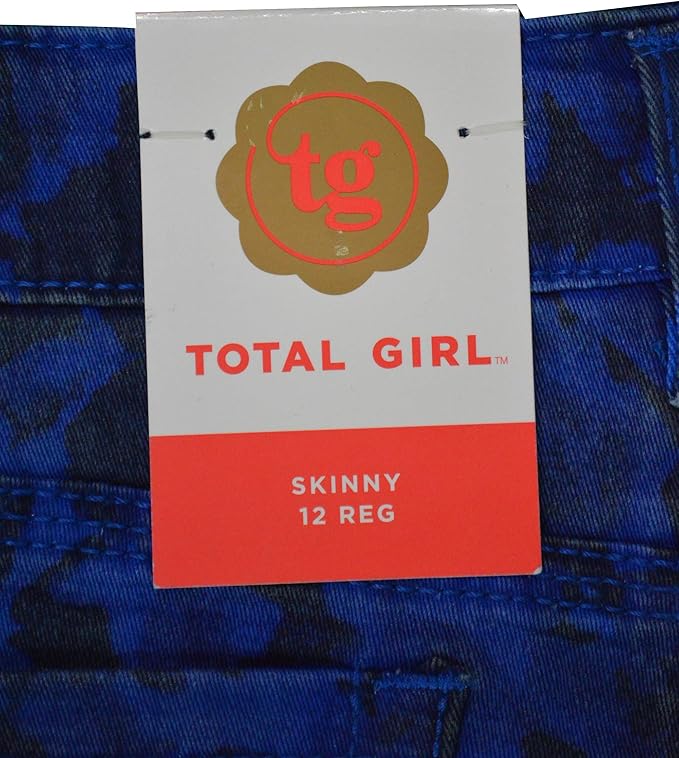 tg
TOTAL GIRL™
SKINNY
12 REG